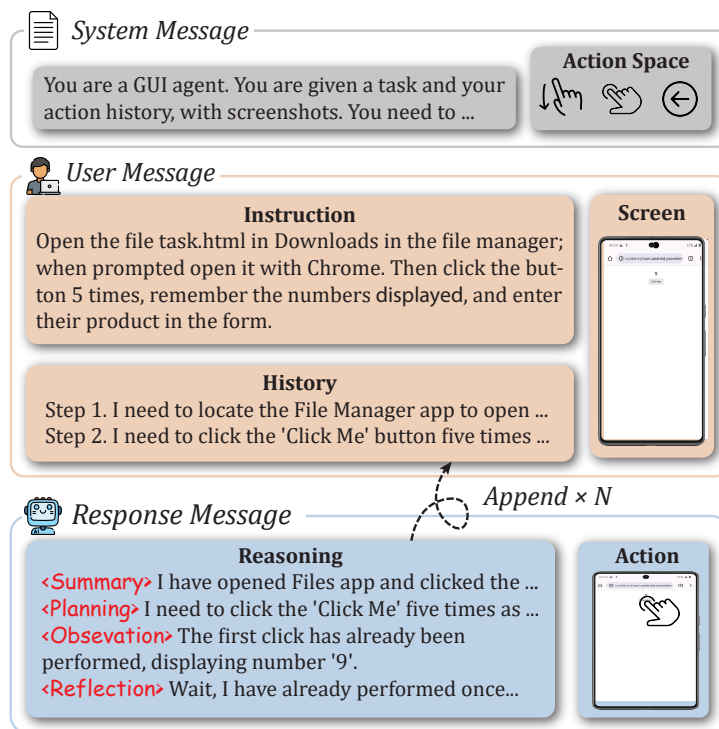 System Message
You are a GUI agent. You are given a task and your
action history, with screenshots. You need to ...
Action Space
User Message
Instruction
Open the file task.html in Downloads in the file manager;
when prompted open it with Chrome. Then click the but-
ton 5 times, remember the numbers displayed, and enter
their product in the form.
Screen
9
History
Step 1. I need to locate the File Manager app to open ...
Step 2. I need to click the 'Click Me' button five times ...
Append × N
Response Message
Reasoning
<Summary> I have opened Files app and clicked the ...
<Planning> I need to click the 'Click Me' five times as ...
<Obsevation> The first click has already been
performed, displaying number '9'.
<Reflection> Wait, I have already performed once...
Action